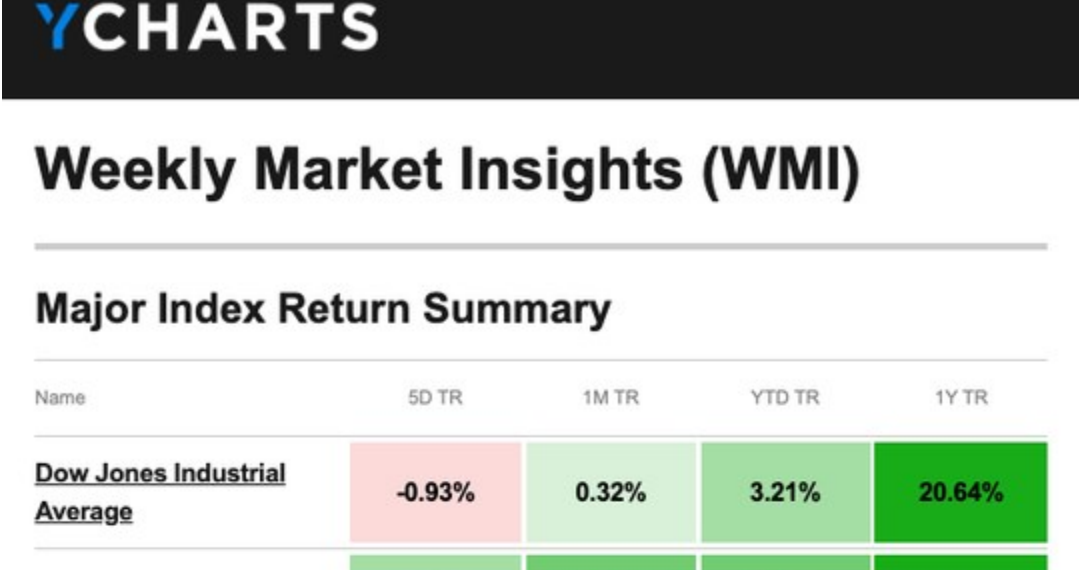 YCHARTS
Weekly Market Insights (WMI)
Major Index Return Summary
Name 5D TR 1M TR YTD TR 1Y TR
Dow Jones Industrial
Average
-0.93% 0.32% 3.21% 20.64%